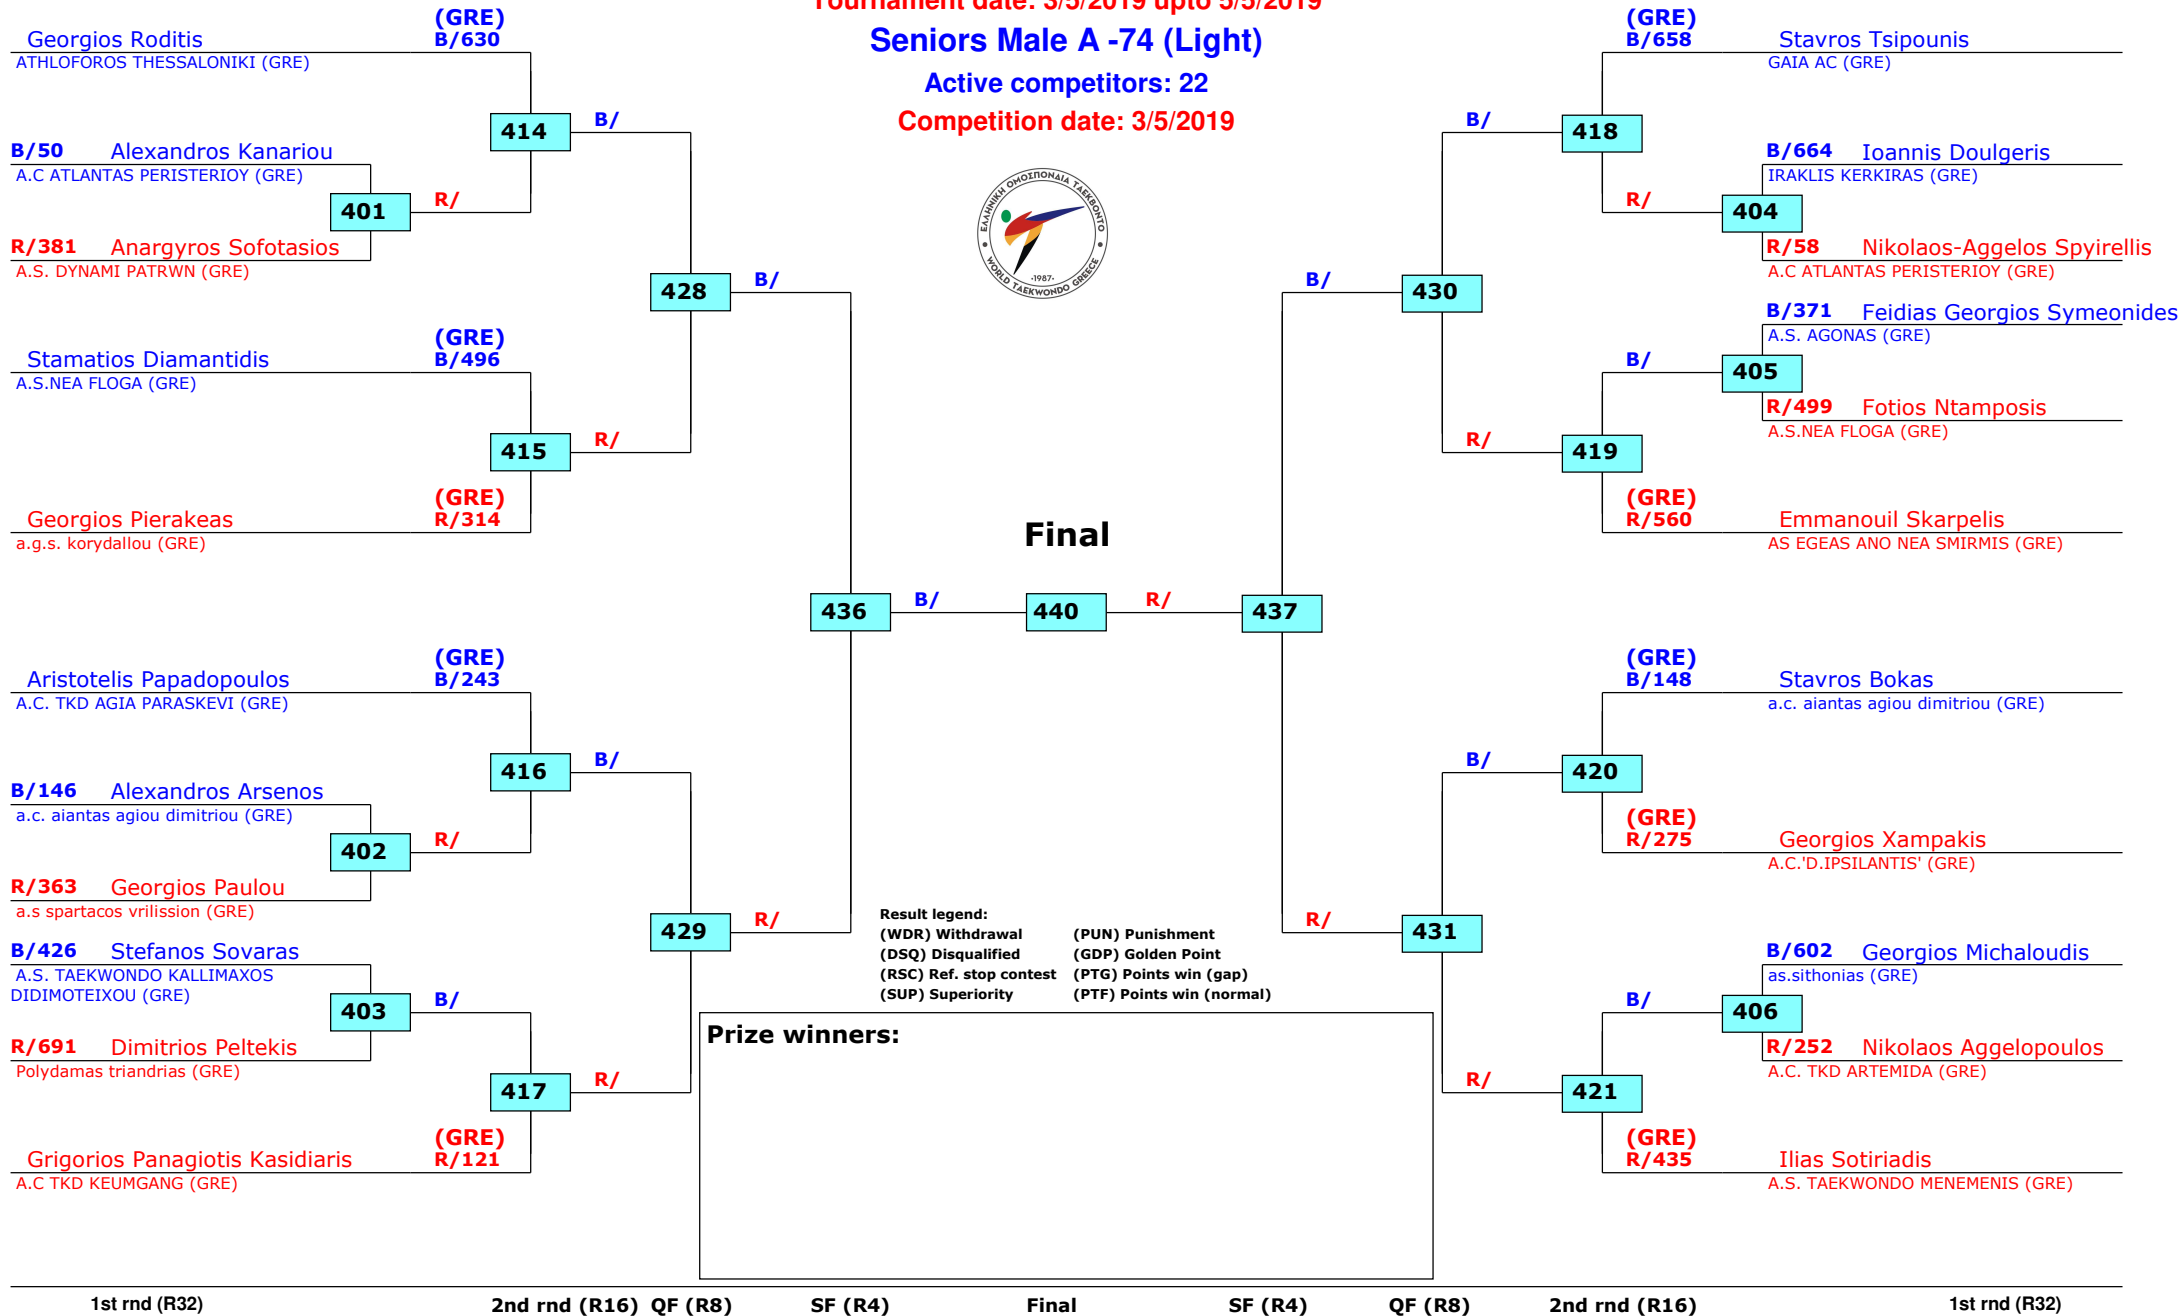 Tournament date: 3/5/2019 upto 5/5/2019
Seniors Male A -74 (Light)
Active competitors: 22
Competition date: 3/5/2019
ΕΛΛΗΝΙΚΗ ΟΜΟΣΠΟΝΔΙΑ ΤΑΕΚΒΟΝΤΟ
·1987·
WORLD TAEKWONDO GREECE
(GRE)
Georgios Roditis B/630
ATHLOFOROS THESSALONIKI (GRE)
414 B/
B/50 Alexandros Kanariou
A.C ATLANTAS PERISTERIOY (GRE)
401 R/
R/381 Anargyros Sofotasios
A.S. DYNAMI PATRWN (GRE)
428 B/
(GRE)
Stamatios Diamantidis B/496
A.S.NEA FLOGA (GRE)
415 R/
(GRE)
Georgios Pierakeas R/314
a.g.s. korydallou (GRE)
436 B/
(GRE)
Aristotelis Papadopoulos B/243
A.C. TKD AGIA PARASKEVI (GRE)
416 B/
B/146 Alexandros Arsenos
a.c. aiantas agiou dimitriou (GRE)
402 R/
R/363 Georgios Paulou
a.s spartacos vrilission (GRE)
429 R/
B/426 Stefanos Sovaras
A.S. TAEKWONDO KALLIMAXOS
DIDIMOTEIXOU (GRE)
403 B/
R/691 Dimitrios Peltekis
Polydamas triandrias (GRE)
417 R/
(GRE)
Grigorios Panagiotis Kasidiaris R/121
A.C TKD KEUMGANG (GRE)
Final
440
(GRE)
B/658 Stavros Tsipounis
GAIA AC (GRE)
B/ 418
B/664 Ioannis Doulgeris
IRAKLIS KERKIRAS (GRE)
R/ 404
R/58 Nikolaos-Aggelos Spyirellis
A.C ATLANTAS PERISTERIOY (GRE)
B/ 430
B/371 Feidias Georgios Symeonides
A.S. AGONAS (GRE)
B/ 405
R/499 Fotios Ntamposis
A.S.NEA FLOGA (GRE)
R/ 419
(GRE)
R/560 Emmanouil Skarpelis
AS EGEAS ANO NEA SMIRMIS (GRE)
R/ 437
(GRE)
B/148 Stavros Bokas
a.c. aiantas agiou dimitriou (GRE)
B/ 420
(GRE)
R/275 Georgios Xampakis
A.C.'D.IPSILANTIS' (GRE)
R/ 431
B/602 Georgios Michaloudis
as.sithonias (GRE)
B/ 406
R/252 Nikolaos Aggelopoulos
A.C. TKD ARTEMIDA (GRE)
R/ 421
(GRE)
R/435 Ilias Sotiriadis
A.S. TAEKWONDO MENEMENIS (GRE)
Result legend:
(WDR) Withdrawal (PUN) Punishment
(DSQ) Disqualified (GDP) Golden Point
(RSC) Ref. stop contest (PTG) Points win (gap)
(SUP) Superiority (PTF) Points win (normal)
Prize winners:
1st rnd (R32) 2nd rnd (R16) QF (R8) SF (R4) Final SF (R4) QF (R8) 2nd rnd (R16) 1st rnd (R32)